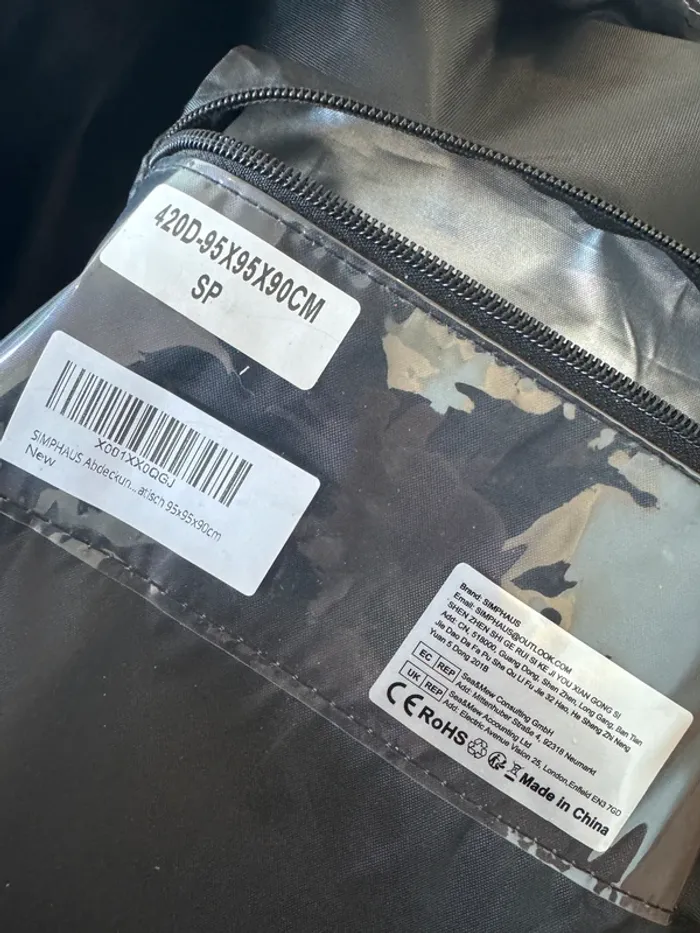 420D-95X95X90CM
SP
X001XX0QGJ
SIMPHAUS Abdeckun...atisch 95x95x90cm
New
Brand: SIMPHAUS
Email: SIMPHAUS@OUTLOOK.COM
SHEN ZHEN SHI GE RUI SI KE JI YOU XIAN GONG SI
Add: CN, 518000, Guang Dong, Shen Zhen, Long Gang, Ban Tian
Jie Dao Da Fa Pu She Qu Li Fu Jie 32 Hao, He Sheng Zhi Neng
Yuan 5 Dong 201B
EC REP Sea&Mew Consulting GmbH
Add: Mittenhuber Straße 4, 92318 Neumarkt
UK REP Sea&Mew Accounting Ltd
Add: Electric Avenue Vision 25, London,Enfield EN3 7GD
CE RoHS Made in China